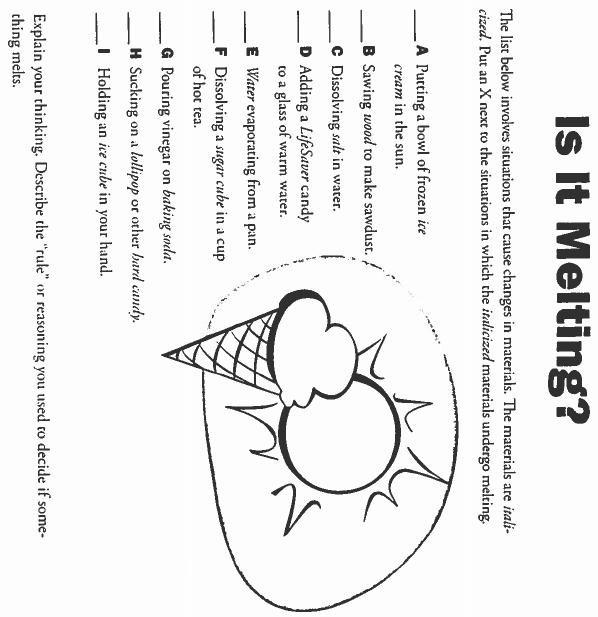 Is It Melting?
The list below involves situations that cause changes in materials. The materials are itali-
cized. Put an X next to the situations in which the italicized materials undergo melting.
___ A Putting a bowl of frozen ice
cream in the sun.
___ B Sawing wood to make sawdust.
___ C Dissolving salt in water.
___ D Adding a LifeSaver candy
to a glass of warm water.
___ E Water evaporating from a pan.
___ F Dissolving a sugar cube in a cup
of hot tea.
___ G Pouring vinegar on baking soda.
___ H Sucking on a lollipop or other hard candy.
___ I Holding an ice cube in your hand.
Explain your thinking. Describe the "rule" or reasoning you used to decide if some-
thing melts.